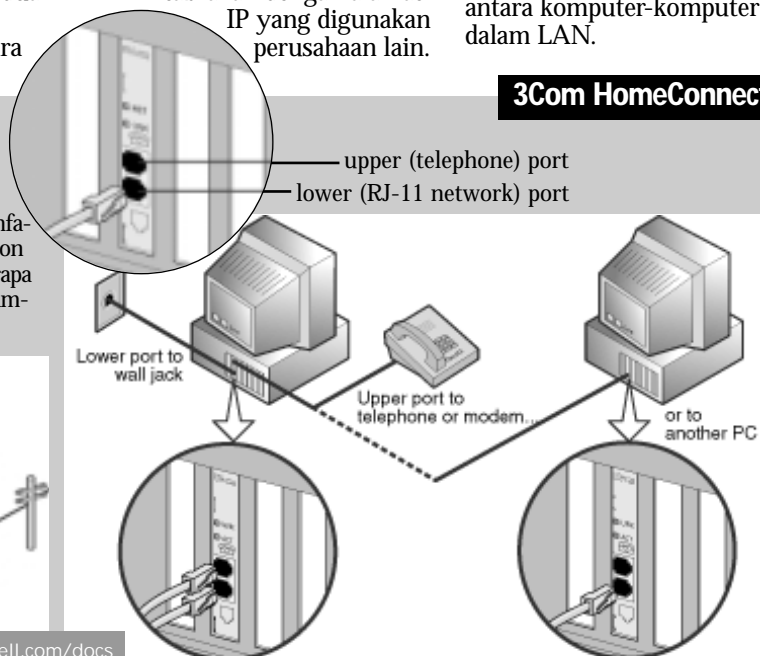 IP yang digunakan
perusahaan lain.
antara komputer-komputer
dalam LAN.
3Com HomeConnect
upper (telephone) port
lower (RJ-11 network) port
Lower port to
wall jack
Upper port to
telephone or modem...
or to
another PC
ell.com/docs